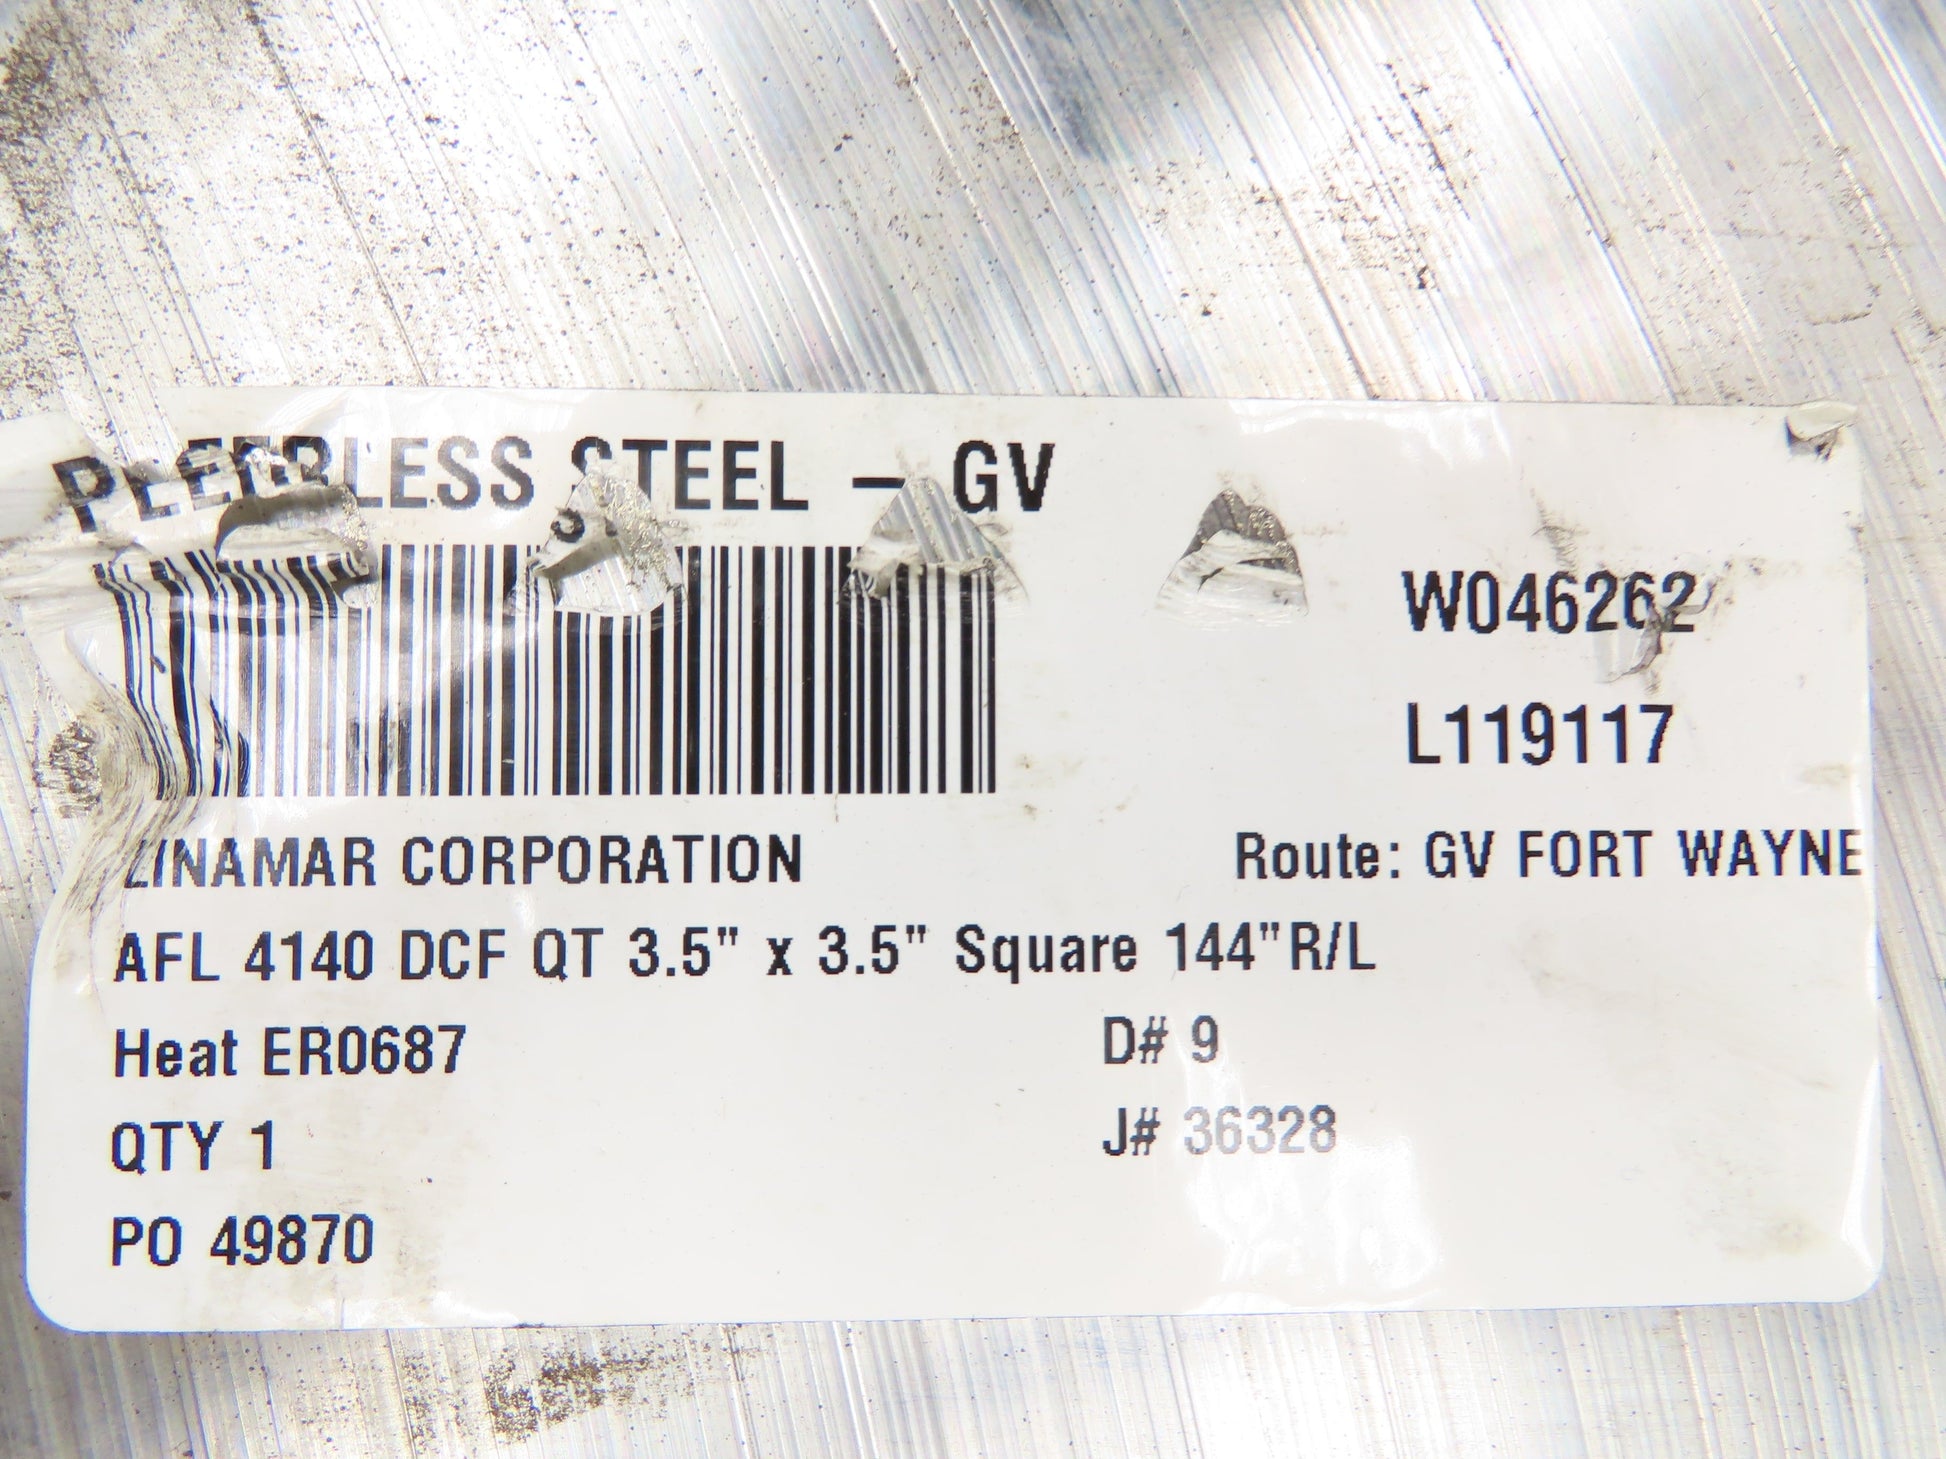 PEERLESS STEEL – GV
W046262
L119117
LINAMAR CORPORATION
Route: GV FORT WAYNE
AFL 4140 DCF QT 3.5" x 3.5" Square 144"R/L
Heat ER0687
D# 9
QTY 1
J# 36328
PO 49870